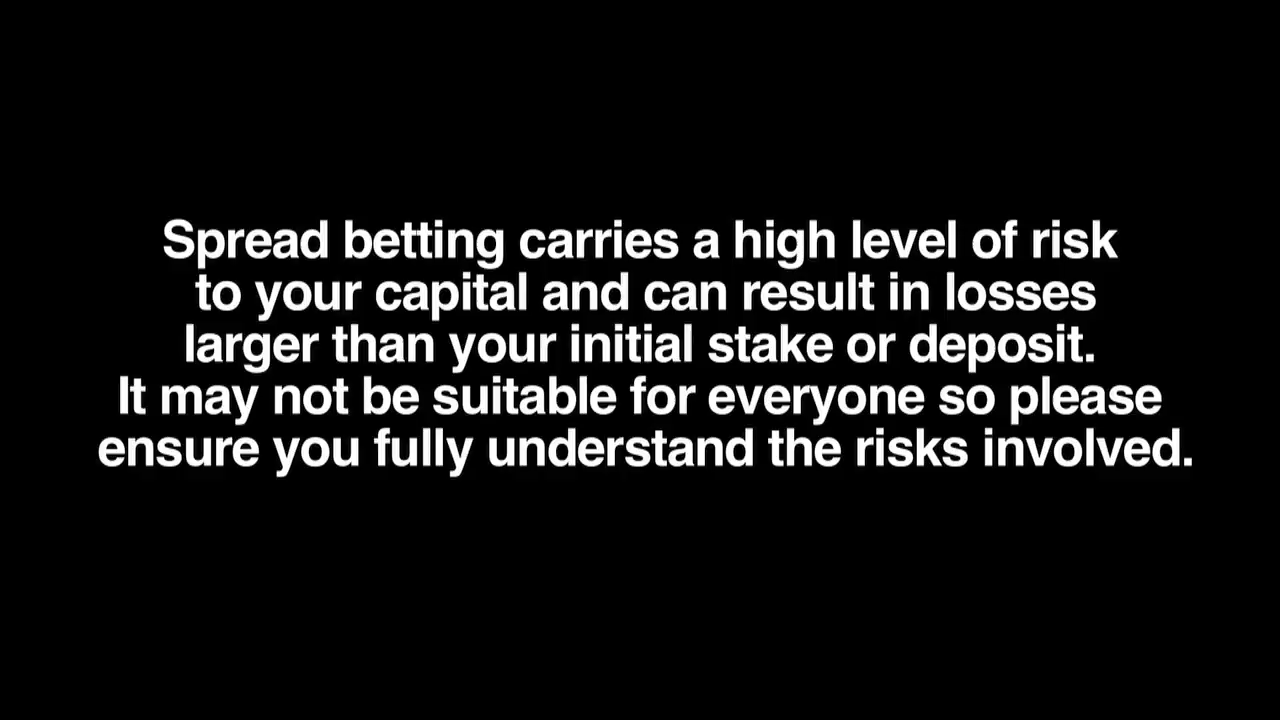 Spread betting carries a high level of risk
to your capital and can result in losses
larger than your initial stake or deposit.
It may not be suitable for everyone so please
ensure you fully understand the risks involved.